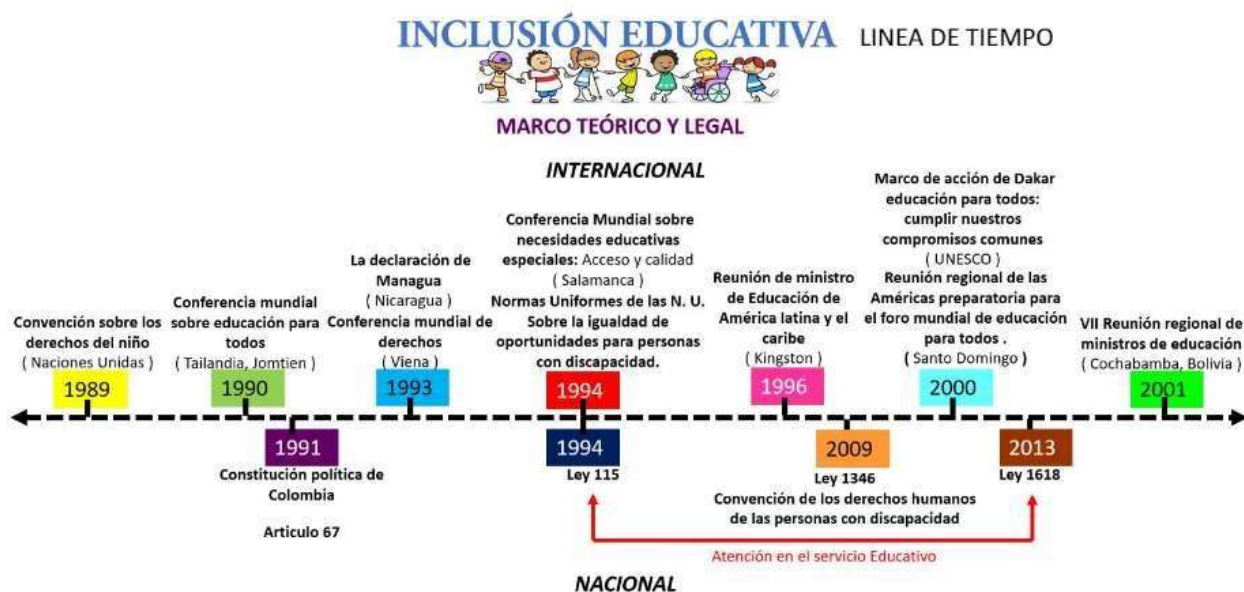 INCLUSIÓN EDUCATIVA LINEA DE TIEMPO
MARCO TEÓRICO Y LEGAL
INTERNACIONAL
Convención sobre los
derechos del niño
( Naciones Unidas )
1989
Conferencia mundial
sobre educación para
todos
( Tailandia, Jomtien)
1990
La declaración de
Managua
( Nicaragua )
Conferencia mundial de
derechos
( Viena)
1993
Conferencia Mundial sobre
necesidades educativas
especiales: Acceso y calidad
( Salamanca )
Normas Uniformes de las N. U.
Sobre la igualdad de
oportunidades para personas
con discapacidad.
1994
Reunión de ministro
de Educación de
América latina y el
caribe
( Kingston )
1996
Marco de acción de Dakar
educación para todos:
cumplir nuestros
compromisos comunes
( UNESCO )
Reunión regional de las
Américas preparatoria para
el foro mundial de educación
para todos .
( Santo Domingo )
2000
VII Reunión regional de
ministros de educación
( Cochabamba, Bolivia )
2001
1991
Constitución política de
Colombia
Articulo 67
1994
Ley 115
2009
Ley 1346
Convención de los derechos humanos
de las personas con discapacidad
2013
Ley 1618
Atención en el servicio Educativo
NACIONAL